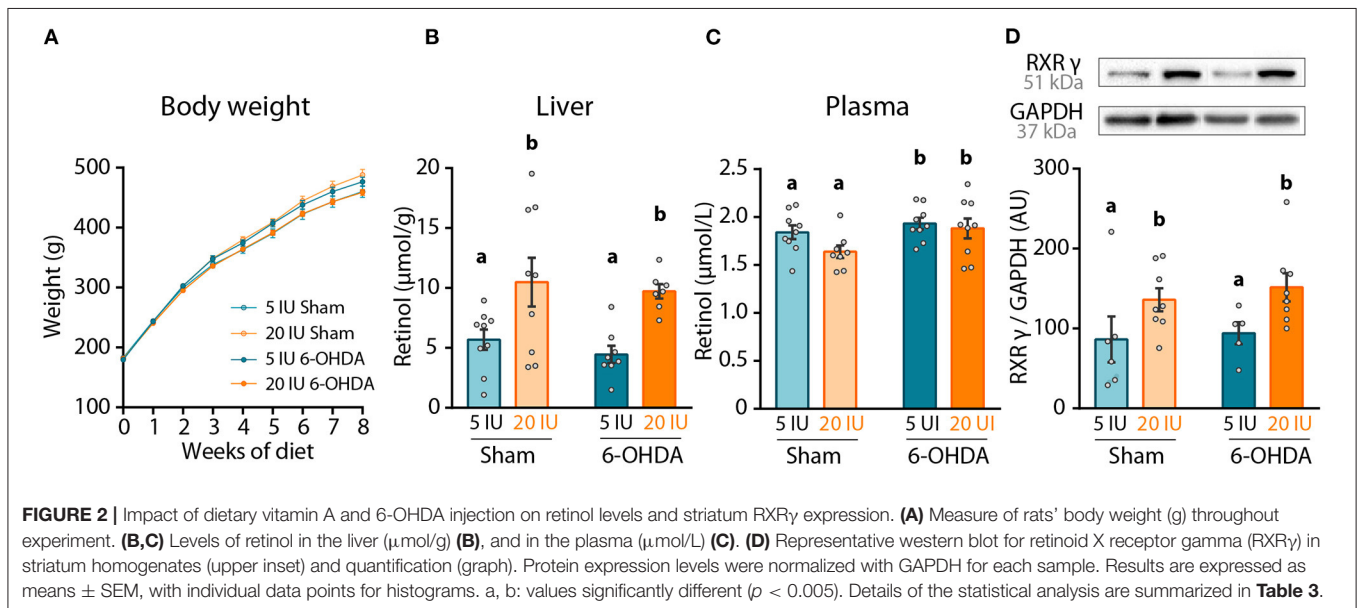 A
Body weight
Weight (g)
500
400
300
200
100
0 1 2 3 4 5 6 7 8
Weeks of diet
5 IU Sham
20 IU Sham
5 IU 6-OHDA
20 IU 6-OHDA
B
Liver
Retinol (µmol/g)
20
15
10
5
0
a
b
a
b
5 IU 20 IU 5 IU 20 IU
Sham 6-OHDA
C
Plasma
Retinol (µmol/L)
2.5
2.0
1.5
1.0
0.5
0
a
a
b
b
5 IU 20 IU 5 UI 20 UI
Sham 6-OHDA
D
RXR γ
51 kDa
GAPDH
37 kDa
RXR γ / GAPDH (AU)
300
200
100
0
a
b
a
b
5 IU 20 IU 5 IU 20 IU
Sham 6-OHDA
FIGURE 2 | Impact of dietary vitamin A and 6-OHDA injection on retinol levels and striatum RXRγ expression. (A) Measure of rats' body weight (g) throughout
experiment. (B,C) Levels of retinol in the liver (μmol/g) (B), and in the plasma (μmol/L) (C). (D) Representative western blot for retinoid X receptor gamma (RXRγ) in
striatum homogenates (upper inset) and quantification (graph). Protein expression levels were normalized with GAPDH for each sample. Results are expressed as
means ± SEM, with individual data points for histograms. a, b: values significantly different (p < 0.005). Details of the statistical analysis are summarized in Table 3.